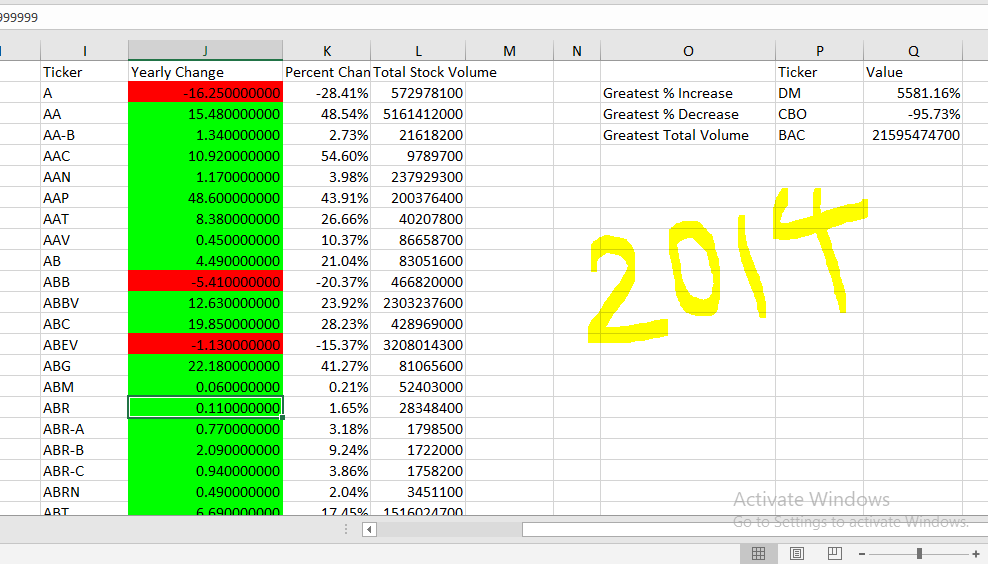 99999
I J K L M N O P Q
Ticker Yearly Change Percent Chan Total Stock Volume Ticker Value
A -16.250000000 -28.41% 572978100 Greatest % Increase DM 5581.16%
AA 15.480000000 48.54% 5161412000 Greatest % Decrease CBO -95.73%
AA-B 1.340000000 2.73% 21618200 Greatest Total Volume BAC 21595474700
AAC 10.920000000 54.60% 9789700
AAN 1.170000000 3.98% 237929300
AAP 48.600000000 43.91% 200376400
AAT 8.380000000 26.66% 40207800
AAV 0.450000000 10.37% 86658700
AB 4.490000000 21.04% 83051600
ABB -5.410000000 -20.37% 466820000
ABBV 12.630000000 23.92% 2303237600
ABC 19.850000000 28.23% 428969000
ABEV -1.130000000 -15.37% 3208014300
ABG 22.180000000 41.27% 81065600
ABM 0.060000000 0.21% 52403000
ABR 0.110000000 1.65% 28348400
ABR-A 0.770000000 3.18% 1798500
ABR-B 2.090000000 9.24% 1722000
ABR-C 0.940000000 3.86% 1758200
ABRN 0.490000000 2.04% 3451100
ABT 6.690000000 17.45% 1516024700
2014
Activate Windows
Go to Settings to activate Windows.